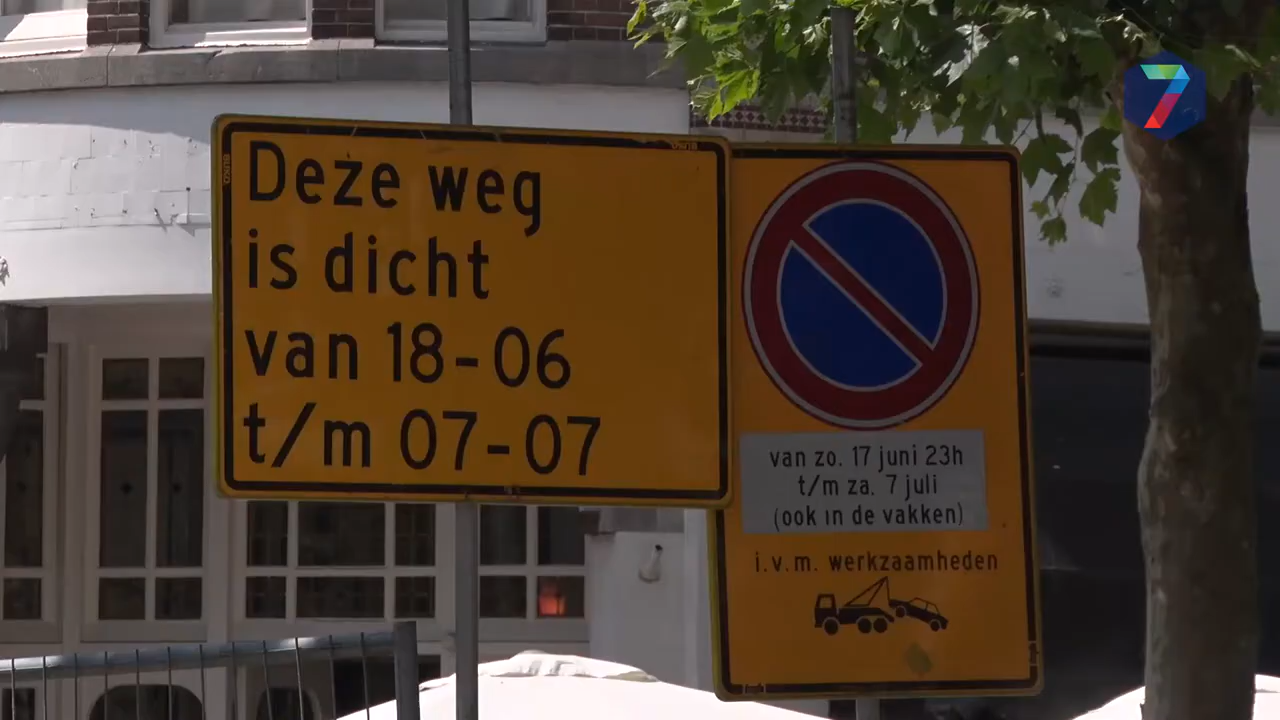 Deze weg
is dicht
van 18-06
t/m 07-07
van zo. 17 juni 23h
t/m za. 7 juli
(ook in de vakken)
i.v.m. werkzaamheden
7